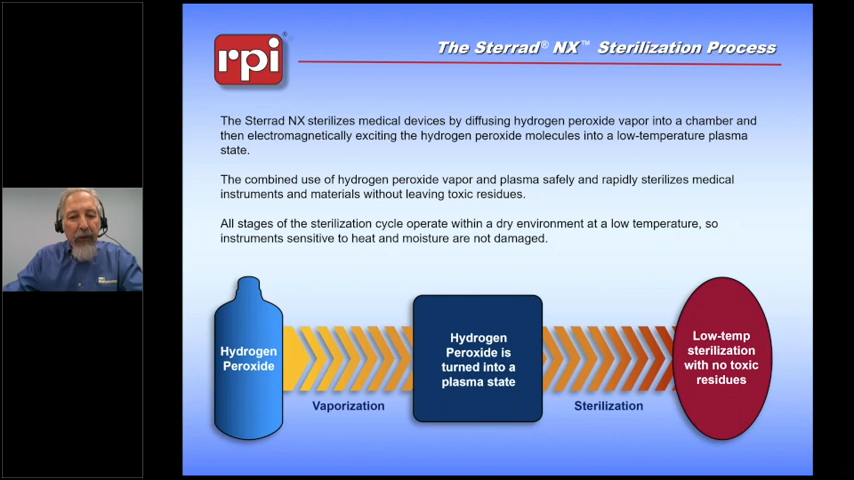 rpi®
The Sterrad® NX™ Sterilization Process
The Sterrad NX sterilizes medical devices by diffusing hydrogen peroxide vapor into a chamber and
then electromagnetically exciting the hydrogen peroxide molecules into a low-temperature plasma
state.
The combined use of hydrogen peroxide vapor and plasma safely and rapidly sterilizes medical
instruments and materials without leaving toxic residues.
All stages of the sterilization cycle operate within a dry environment at a low temperature, so
instruments sensitive to heat and moisture are not damaged.
Hydrogen
Peroxide
Vaporization
Hydrogen
Peroxide is
turned into a
plasma state
Sterilization
Low-temp
sterilization
with no toxic
residues